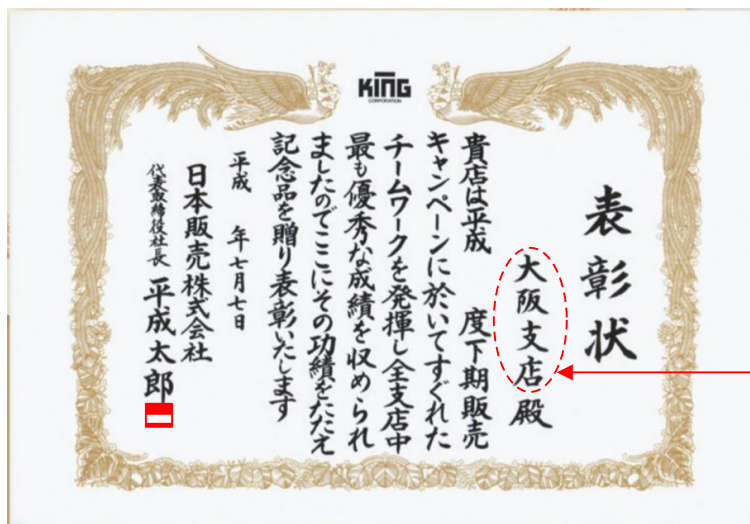 KING
CORPORATION
表彰状
大阪支店殿
貴店は平成　度下期販売
キャンペーンに於いてすぐれた
チームワークを発揮し全支店中
最も優秀な成績を収められ
ましたのでここにその功績をたたえ
記念品を贈り表彰いたします
平成　年七月七日
日本販売株式会社
代表取締役社長　平成太郎